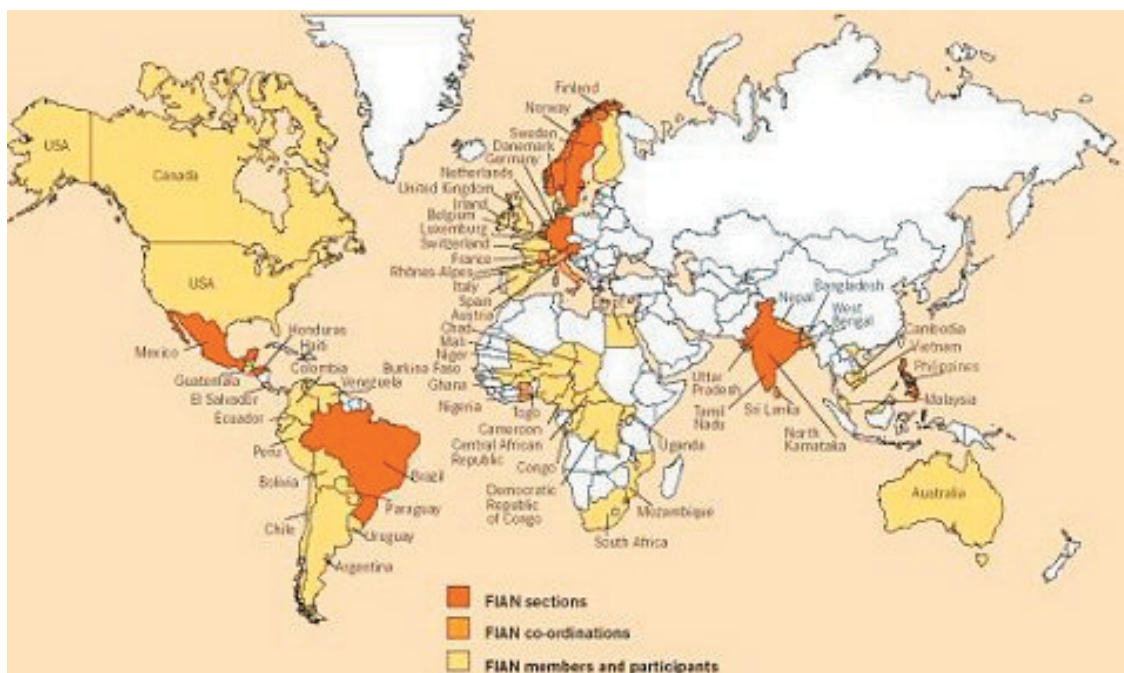 USA
Canada
USA
Mexico
Honduras
Haiti
Guatemala
El Salvador
Colombia
Venezuela
Ecuador
Peru
Bolivia
Chile
Brazil
Paraguay
Uruguay
Argentina
Finland
Norway
Sweden
Danemark
Germany
Netherlands
United Kingdom
Irland
Belgium
Luxemburg
Switzerland
France
Rhônes-Alpes
Italy
Spain
Austria
Egypt
Chad
Mali
Niger
Burkina Faso
Ghana
Nigeria
Togo
Cameroon
Central African
Republic
Congo
Democratic
Republic
of Congo
Uganda
Mozambique
South Africa
Nepal
Bangladesh
West
Bengal
Uttar
Pradesh
Tamil
Nadu
Sri Lanka
North
Karnataka
Cambodia
Vietnam
Philippines
Malaysia
Australia
FIAN sections
FIAN co-ordinations
FIAN members and participants